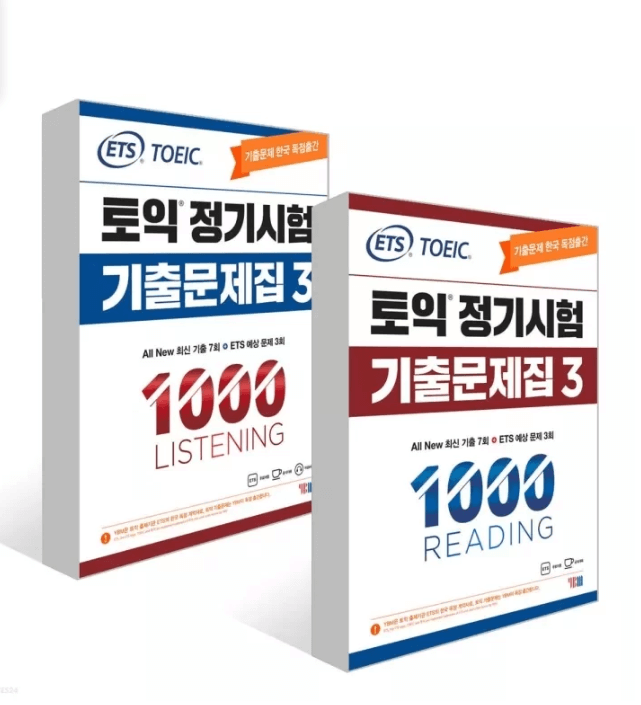 ETS® TOEIC®
기출문제 한국 독점출간
토익® 정기시험
기출문제집 3
All New 최신 기출 7회 + ETS 예상 문제 3회
1000
LISTENING
ETS
YBM
ETS® TOEIC®
기출문제 한국 독점출간
토익® 정기시험
기출문제집 3
All New 최신 기출 7회 + ETS 예상 문제 3회
1000
READING
ETS
YBM